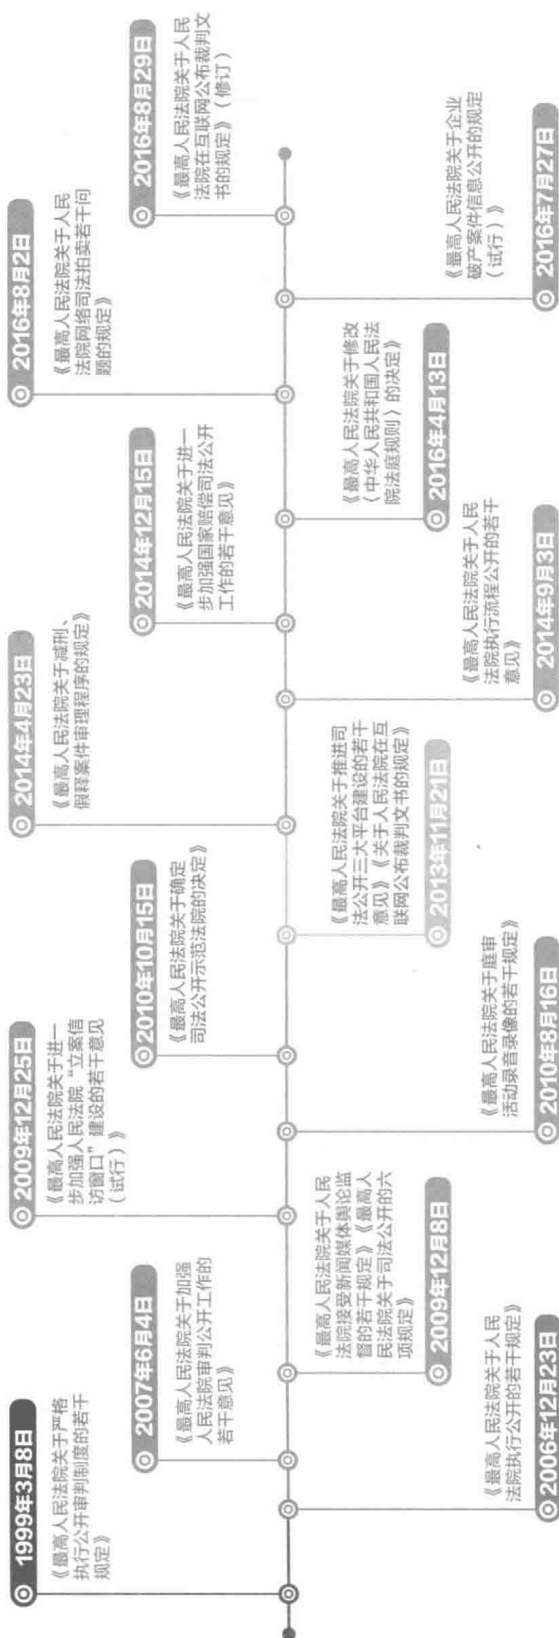 1999年3月8日
《最高人民法院关于严格
执行公开审判制度的若干
规定》
2006年12月23日
《最高人民法院关于人民
法院执行公开的若干规定》
2007年6月4日
《最高人民法院关于加强
人民法院审判公开工作的
若干意见》
2009年12月8日
《最高人民法院关于人民
法院接受新闻媒体舆论监
督的若干规定》《最高人
民法院关于司法公开的六
项规定》
2009年12月25日
《最高人民法院关于进一
步加强人民法院“立案信
访窗口”建设的若干意见
（试行）》
2010年8月16日
《最高人民法院关于庭审
活动录音录像的若干规定》
2010年10月15日
《最高人民法院关于确定
司法公开示范法院的决定》
2013年11月21日
《最高人民法院关于推进司
法公开三大平台建设的若干
意见》《关于人民法院在互
联网公布裁判文书的规定》
2014年4月23日
《最高人民法院关于减刑、
假释案件审理程序的规定》
2014年9月3日
《最高人民法院关于人民
法院执行流程公开的若干
意见》
2014年12月15日
《最高人民法院关于进一
步加强国家赔偿司法公开
工作的若干意见》
2016年4月13日
《最高人民法院关于修改
〈中华人民共和国人民法
院法庭规则〉的决定》
2016年8月2日
《最高人民法院关于人民
法院网络司法拍卖若干问
题的规定》
2016年7月27日
《最高人民法院关于企业
破产案件信息公开的规定
（试行）》
2016年8月29日
《最高人民法院关于人民
法院在互联网公布裁判文
书的规定》（修订）